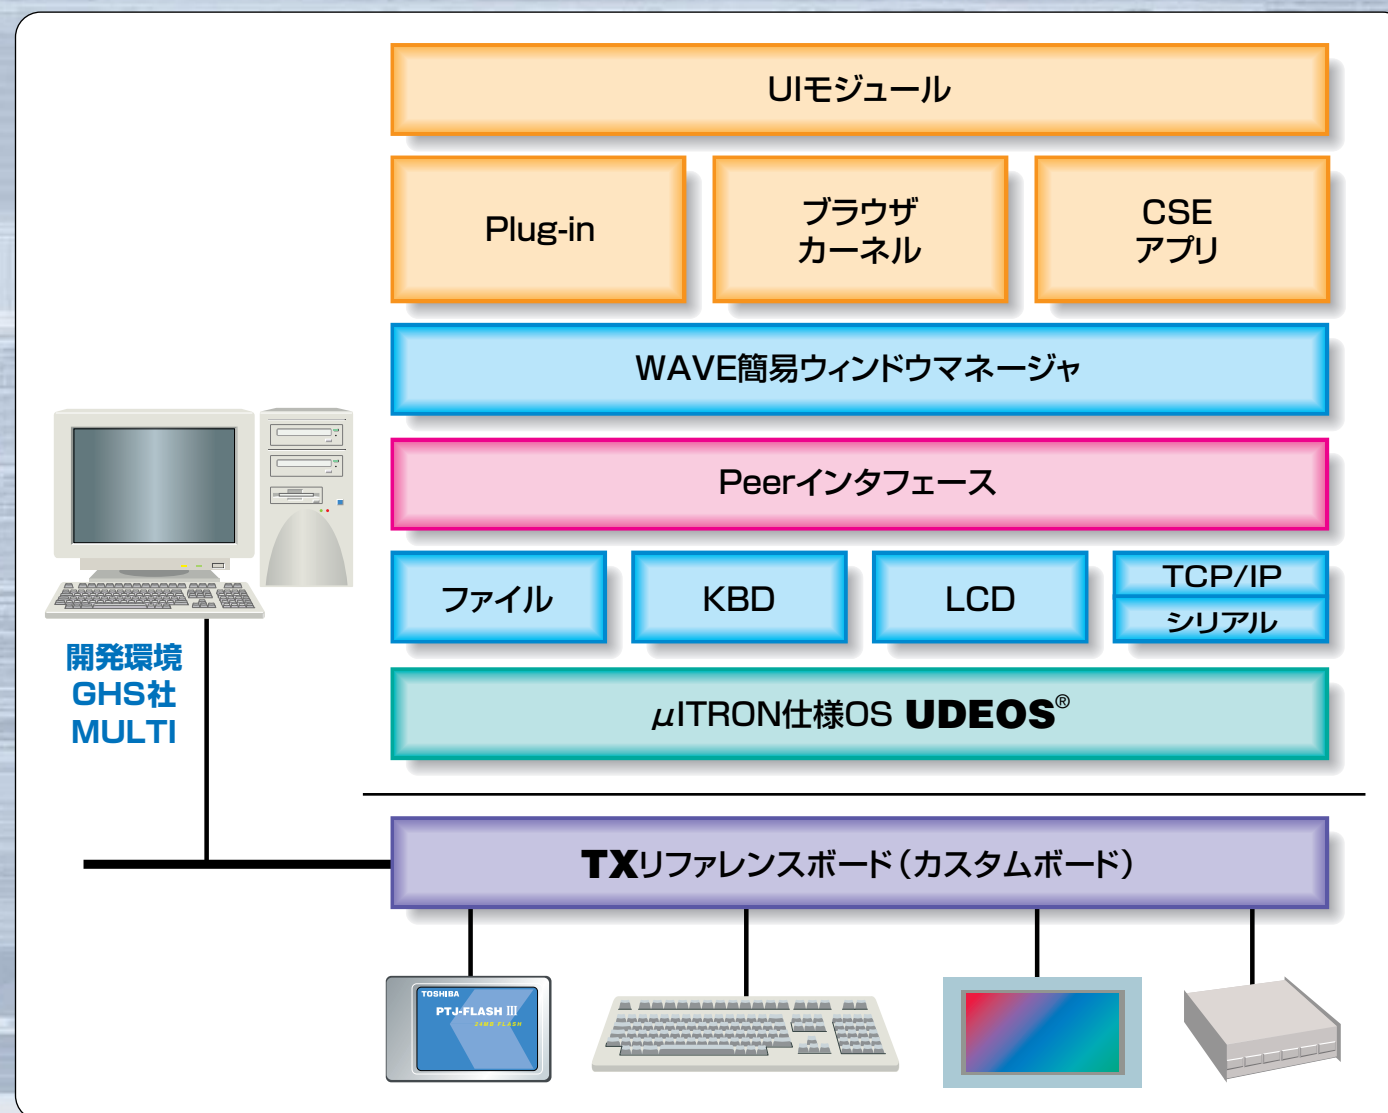 UIモジュール
Plug-in
ブラウザ
カーネル
CSE
アプリ
WAVE簡易ウィンドウマネージャ
Peerインタフェース
ファイル
KBD
LCD
TCP/IP
シリアル
μITRON仕様OS UDEOS®
開発環境
GHS社
MULTI
TXリファレンスボード（カスタムボード）
TOSHIBA
PTJ-FLASH III
24MB FLASH